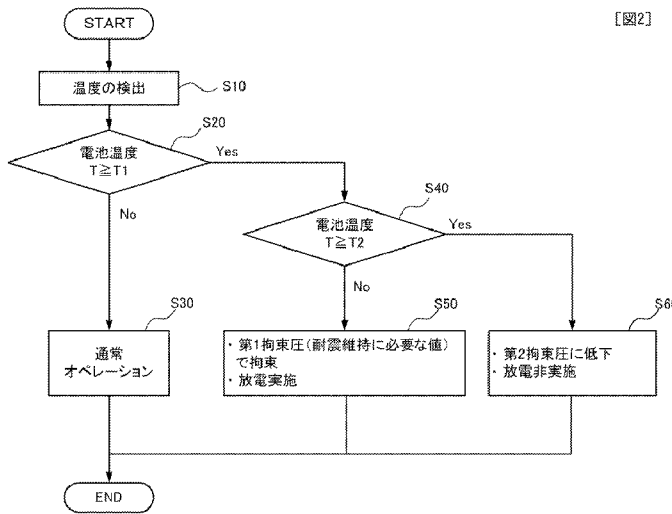 START
[図2]
温度の検出
S10
電池温度
T≧T1
S20
Yes
No
電池温度
T≧T2
S40
Yes
No
S30
通常
オペレーション
S50
・第1拘束圧(耐震維持に必要な値)
で拘束
・放電実施
・第2拘束圧に低下
・放電非実施
END